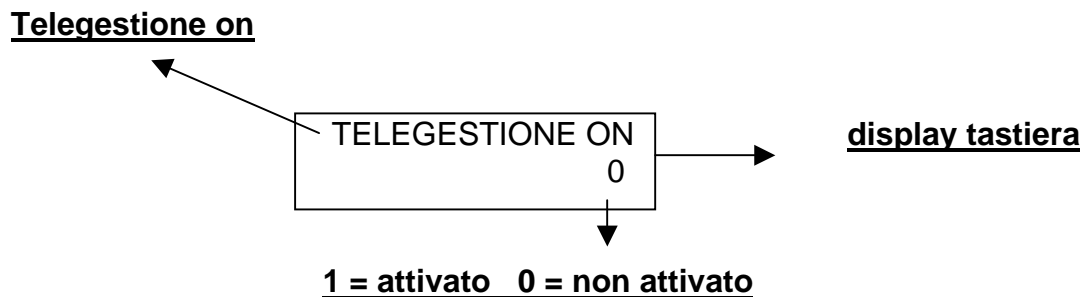 Telegestione on
TELEGESTIONE ON
display tastiera
0
1 = attivato 0 = non attivato